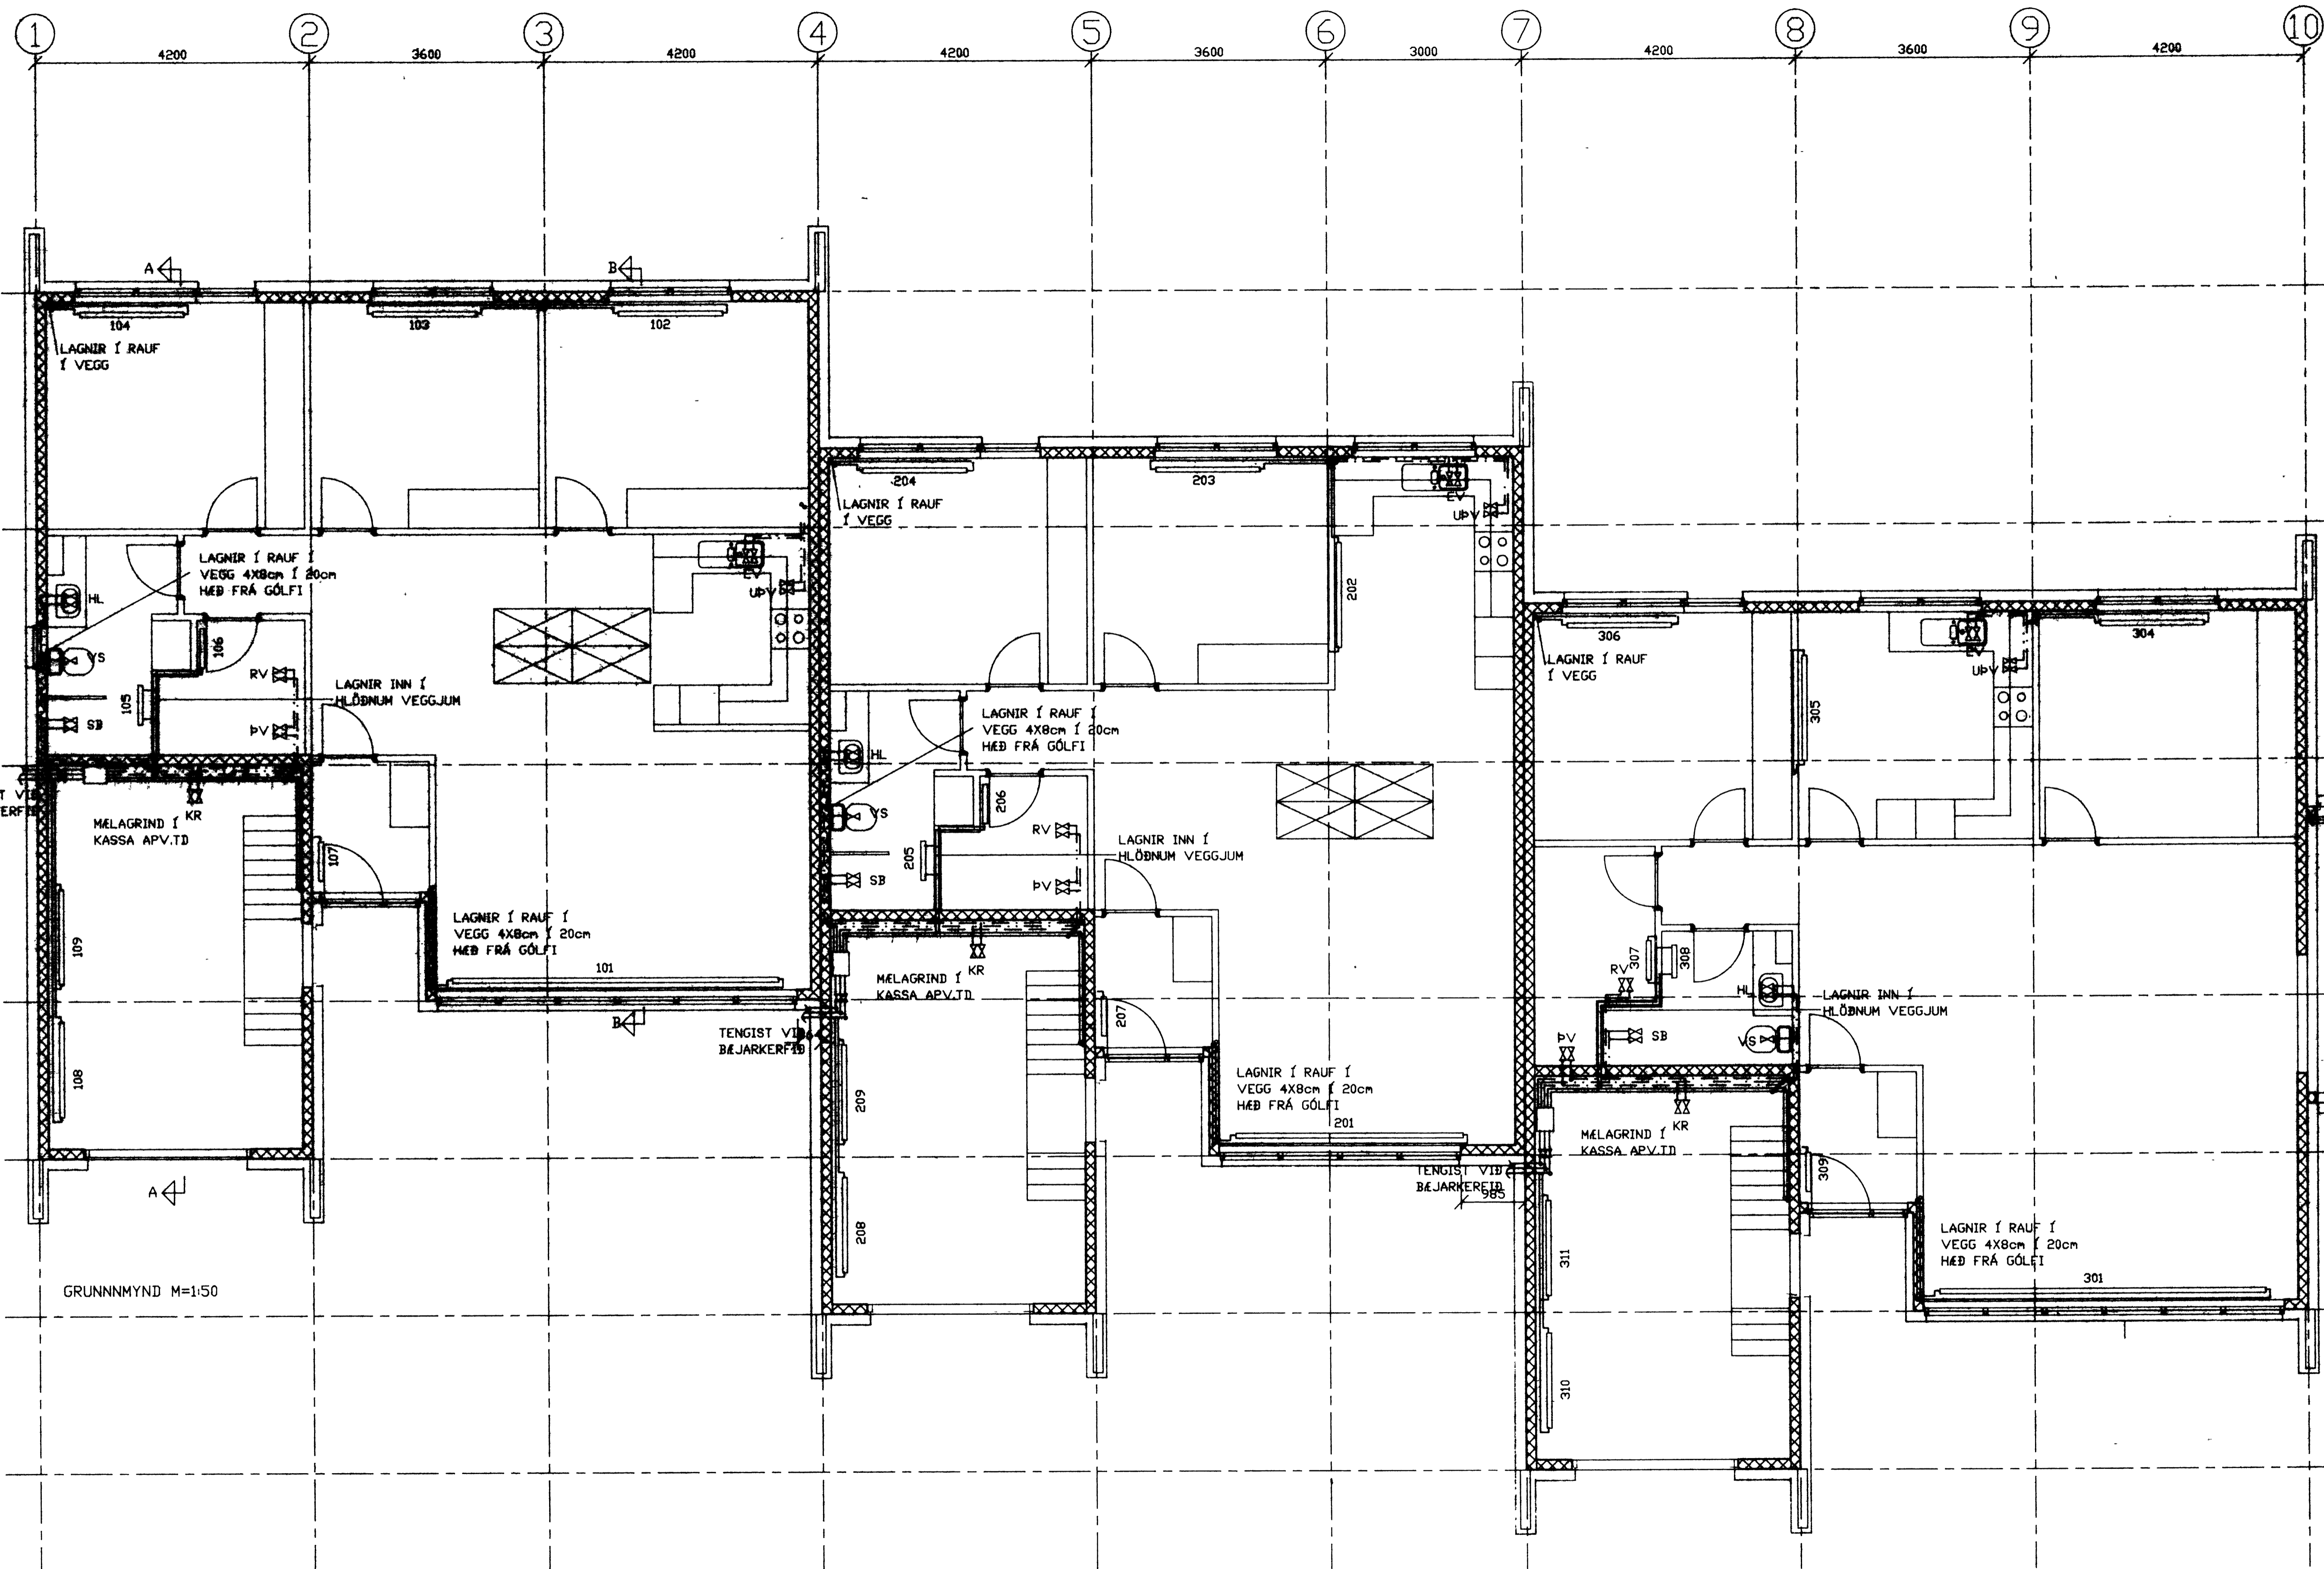 1 2 3 4 5 6 7 8 9 10
4200 3600 4200 4200 3600 3000 4200 3600 4200
A
B
104
103
102
LAGNIR Í RAUF
Í VEGG
204
203
LAGNIR Í RAUF
Í VEGG
EV
UÞV
202
LAGNIR Í RAUF Í
VEGG 4X8cm Í 20cm
HÆÐ FRÁ GÓLFI
HL
EV
UÞV
VS
106
RV
105
SB
ÞV
LAGNIR INN Í
HLÖÐNUM VEGGJUM
306
LAGNIR Í RAUF
Í VEGG
EV
UÞV
304
305
LAGNIR Í RAUF Í
VEGG 4X8cm Í 20cm
HÆÐ FRÁ GÓLFI
HL
VS
206
RV
205
SB
ÞV
LAGNIR INN Í
HLÖÐNUM VEGGJUM
KR
MÆLAGRIND Í
KASSA APV.TD
107
109
108
LAGNIR Í RAUF Í
VEGG 4X8cm Í 20cm
HÆÐ FRÁ GÓLFI
101
B
TENGIST VIÐ
BÆJARKERFIÐ
KR
MÆLAGRIND Í
KASSA APV.TD
207
209
208
LAGNIR Í RAUF Í
VEGG 4X8cm Í 20cm
HÆÐ FRÁ GÓLFI
201
TENGIST VIÐ
BÆJARKERFIÐ
985
307
308
RV
HL
LAGNIR INN Í
HLÖÐNUM VEGGJUM
ÞV
SB
VS
KR
MÆLAGRIND Í
KASSA APV.TD
309
311
310
LAGNIR Í RAUF Í
VEGG 4X8cm Í 20cm
HÆÐ FRÁ GÓLFI
301
A
GRUNNNMYND M=1:50